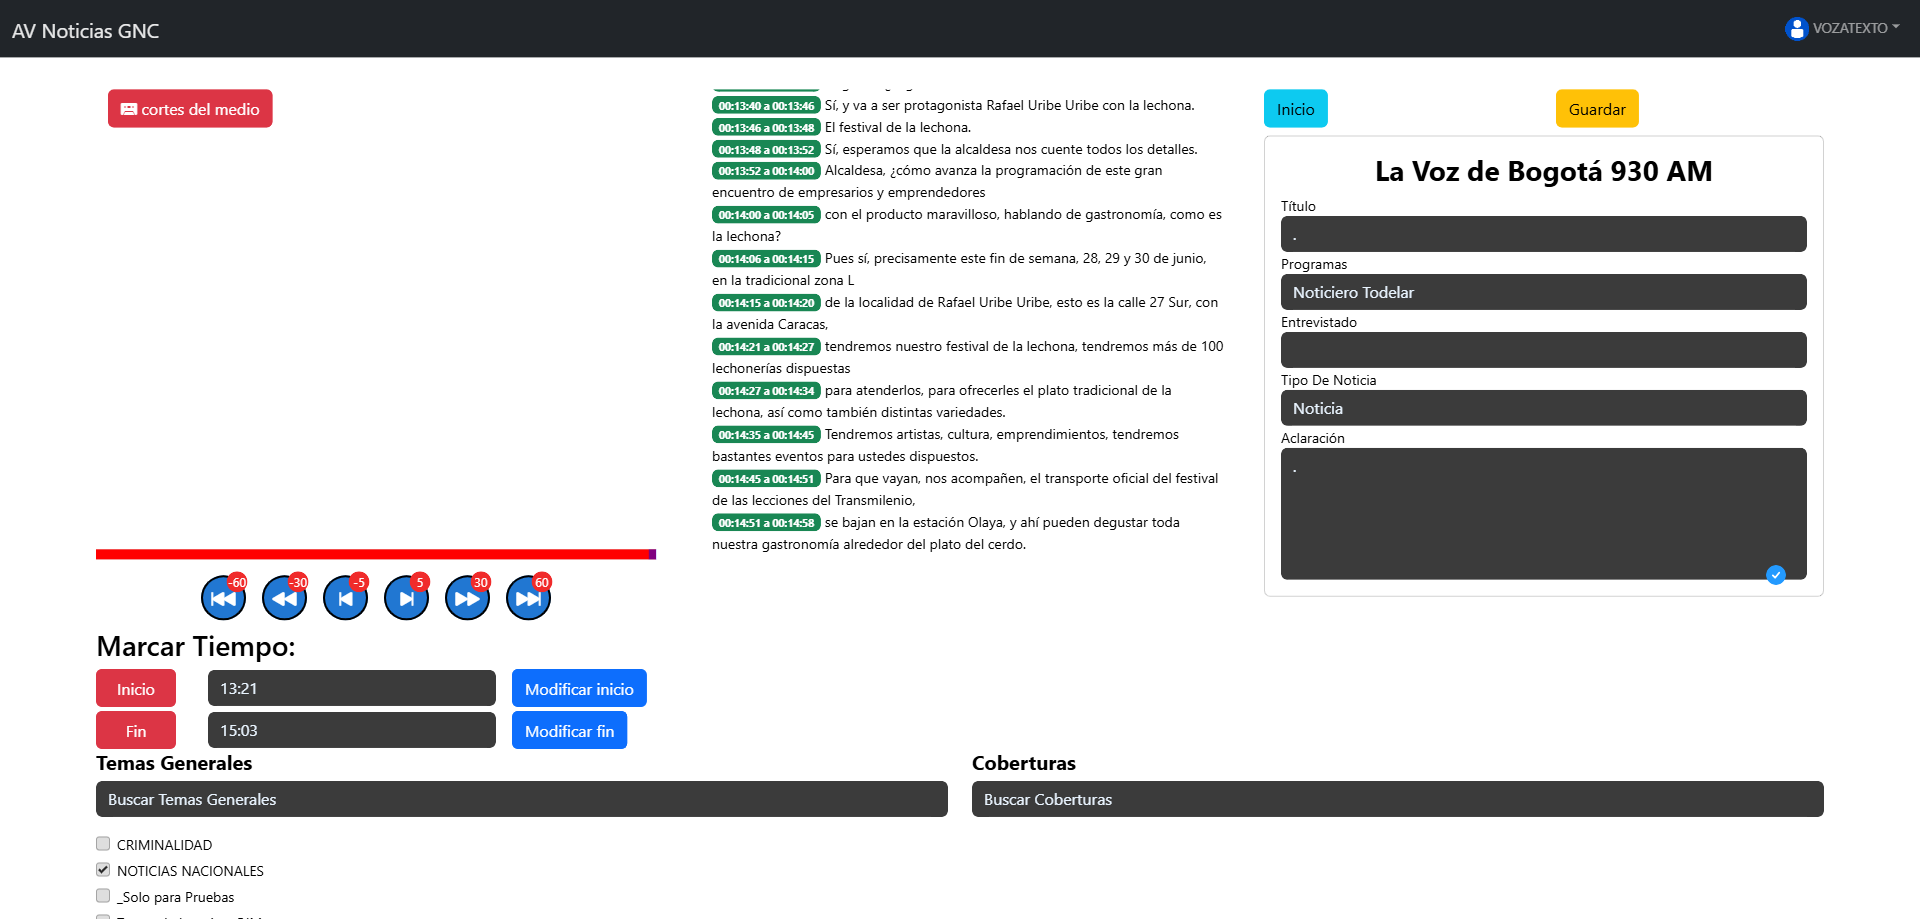 AV Noticias GNC
VOZATEXTO
cortes del medio
00:13:40 a 00:13:46 Sí, y va a ser protagonista Rafael Uribe Uribe con la lechona.
00:13:46 a 00:13:48 El festival de la lechona.
00:13:48 a 00:13:52 Sí, esperamos que la alcaldesa nos cuente todos los detalles.
00:13:52 a 00:14:00 Alcaldesa, ¿cómo avanza la programación de este gran
encuentro de empresarios y emprendedores
00:14:00 a 00:14:05 con el producto maravilloso, hablando de gastronomía, como es
la lechona?
00:14:06 a 00:14:15 Pues sí, precisamente este fin de semana, 28, 29 y 30 de junio,
en la tradicional zona L
00:14:15 a 00:14:20 de la localidad de Rafael Uribe Uribe, esto es la calle 27 Sur, con
la avenida Caracas,
00:14:21 a 00:14:27 tendremos nuestro festival de la lechona, tendremos más de 100
lechonerías dispuestas
00:14:27 a 00:14:34 para atenderlos, para ofrecerles el plato tradicional de la
lechona, así como también distintas variedades.
00:14:35 a 00:14:45 Tendremos artistas, cultura, emprendimientos, tendremos
bastantes eventos para ustedes dispuestos.
00:14:45 a 00:14:51 Para que vayan, nos acompañen, el transporte oficial del festival
de las lecciones del Transmilenio,
00:14:51 a 00:14:58 se bajan en la estación Olaya, y ahí pueden degustar toda
nuestra gastronomía alrededor del plato del cerdo.
Inicio
Guardar
La Voz de Bogotá 930 AM
Título
.
Programas
Noticiero Todelar
Entrevistado
Tipo De Noticia
Noticia
Aclaración
.
-60
-30
-5
5
30
60
Marcar Tiempo:
Inicio
13:21
Modificar inicio
Fin
15:03
Modificar fin
Temas Generales
Buscar Temas Generales
CRIMINALIDAD
NOTICIAS NACIONALES
_Solo para Pruebas
Coberturas
Buscar Coberturas